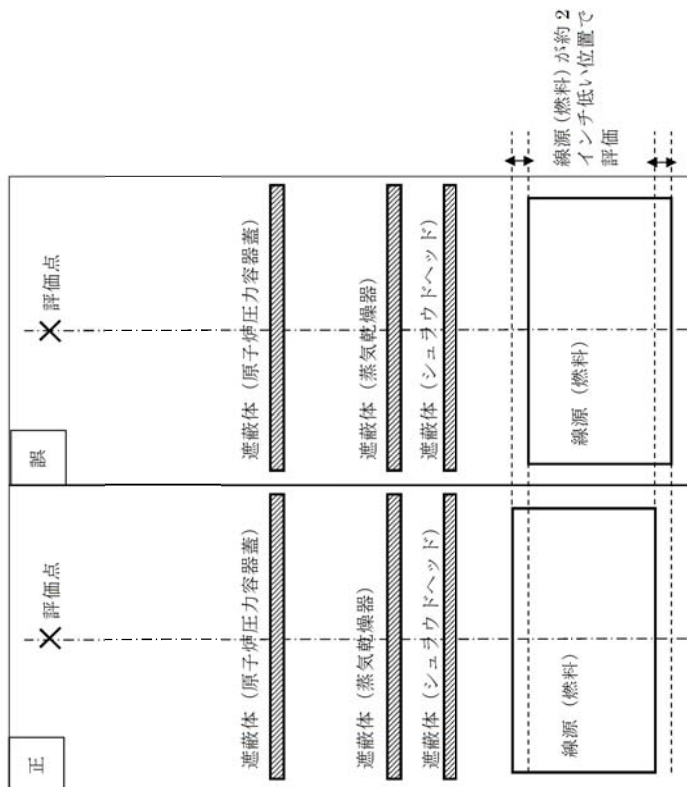 正
評価点
遮蔽体（原子炉圧力容器蓋）
遮蔽体（蒸気乾燥器）
遮蔽体（シュラウドヘッド）
線源（燃料）
誤
評価点
遮蔽体（原子炉圧力容器蓋）
遮蔽体（蒸気乾燥器）
遮蔽体（シュラウドヘッド）
線源（燃料）
線源（燃料）が約２
インチ低い位置で
評価